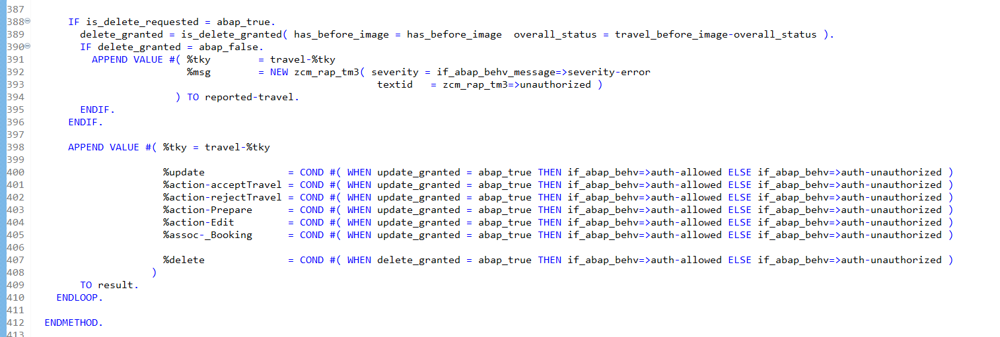 387
388 IF is_delete_requested = abap_true.
389 delete_granted = is_delete_granted( has_before_image = has_before_image  overall_status = travel_before_image-overall_status ).
390 IF delete_granted = abap_false.
391 APPEND VALUE #( %tky        = travel-%tky
392 %msg        = NEW zcm_rap_tm3( severity = if_abap_behv_message=>severity-error
393 textid   = zcm_rap_tm3=>unauthorized )
394 ) TO reported-travel.
395 ENDIF.
396 ENDIF.
397
398 APPEND VALUE #( %tky = travel-%tky
399
400 %update              = COND #( WHEN update_granted = abap_true THEN if_abap_behv=>auth-allowed ELSE if_abap_behv=>auth-unauthorized )
401 %action-acceptTravel = COND #( WHEN update_granted = abap_true THEN if_abap_behv=>auth-allowed ELSE if_abap_behv=>auth-unauthorized )
402 %action-rejectTravel = COND #( WHEN update_granted = abap_true THEN if_abap_behv=>auth-allowed ELSE if_abap_behv=>auth-unauthorized )
403 %action-Prepare      = COND #( WHEN update_granted = abap_true THEN if_abap_behv=>auth-allowed ELSE if_abap_behv=>auth-unauthorized )
404 %action-Edit         = COND #( WHEN update_granted = abap_true THEN if_abap_behv=>auth-allowed ELSE if_abap_behv=>auth-unauthorized )
405 %assoc-_Booking      = COND #( WHEN update_granted = abap_true THEN if_abap_behv=>auth-allowed ELSE if_abap_behv=>auth-unauthorized )
406
407 %delete              = COND #( WHEN delete_granted = abap_true THEN if_abap_behv=>auth-allowed ELSE if_abap_behv=>auth-unauthorized )
408 )
409 TO result.
410 ENDLOOP.
411
412 ENDMETHOD.
413